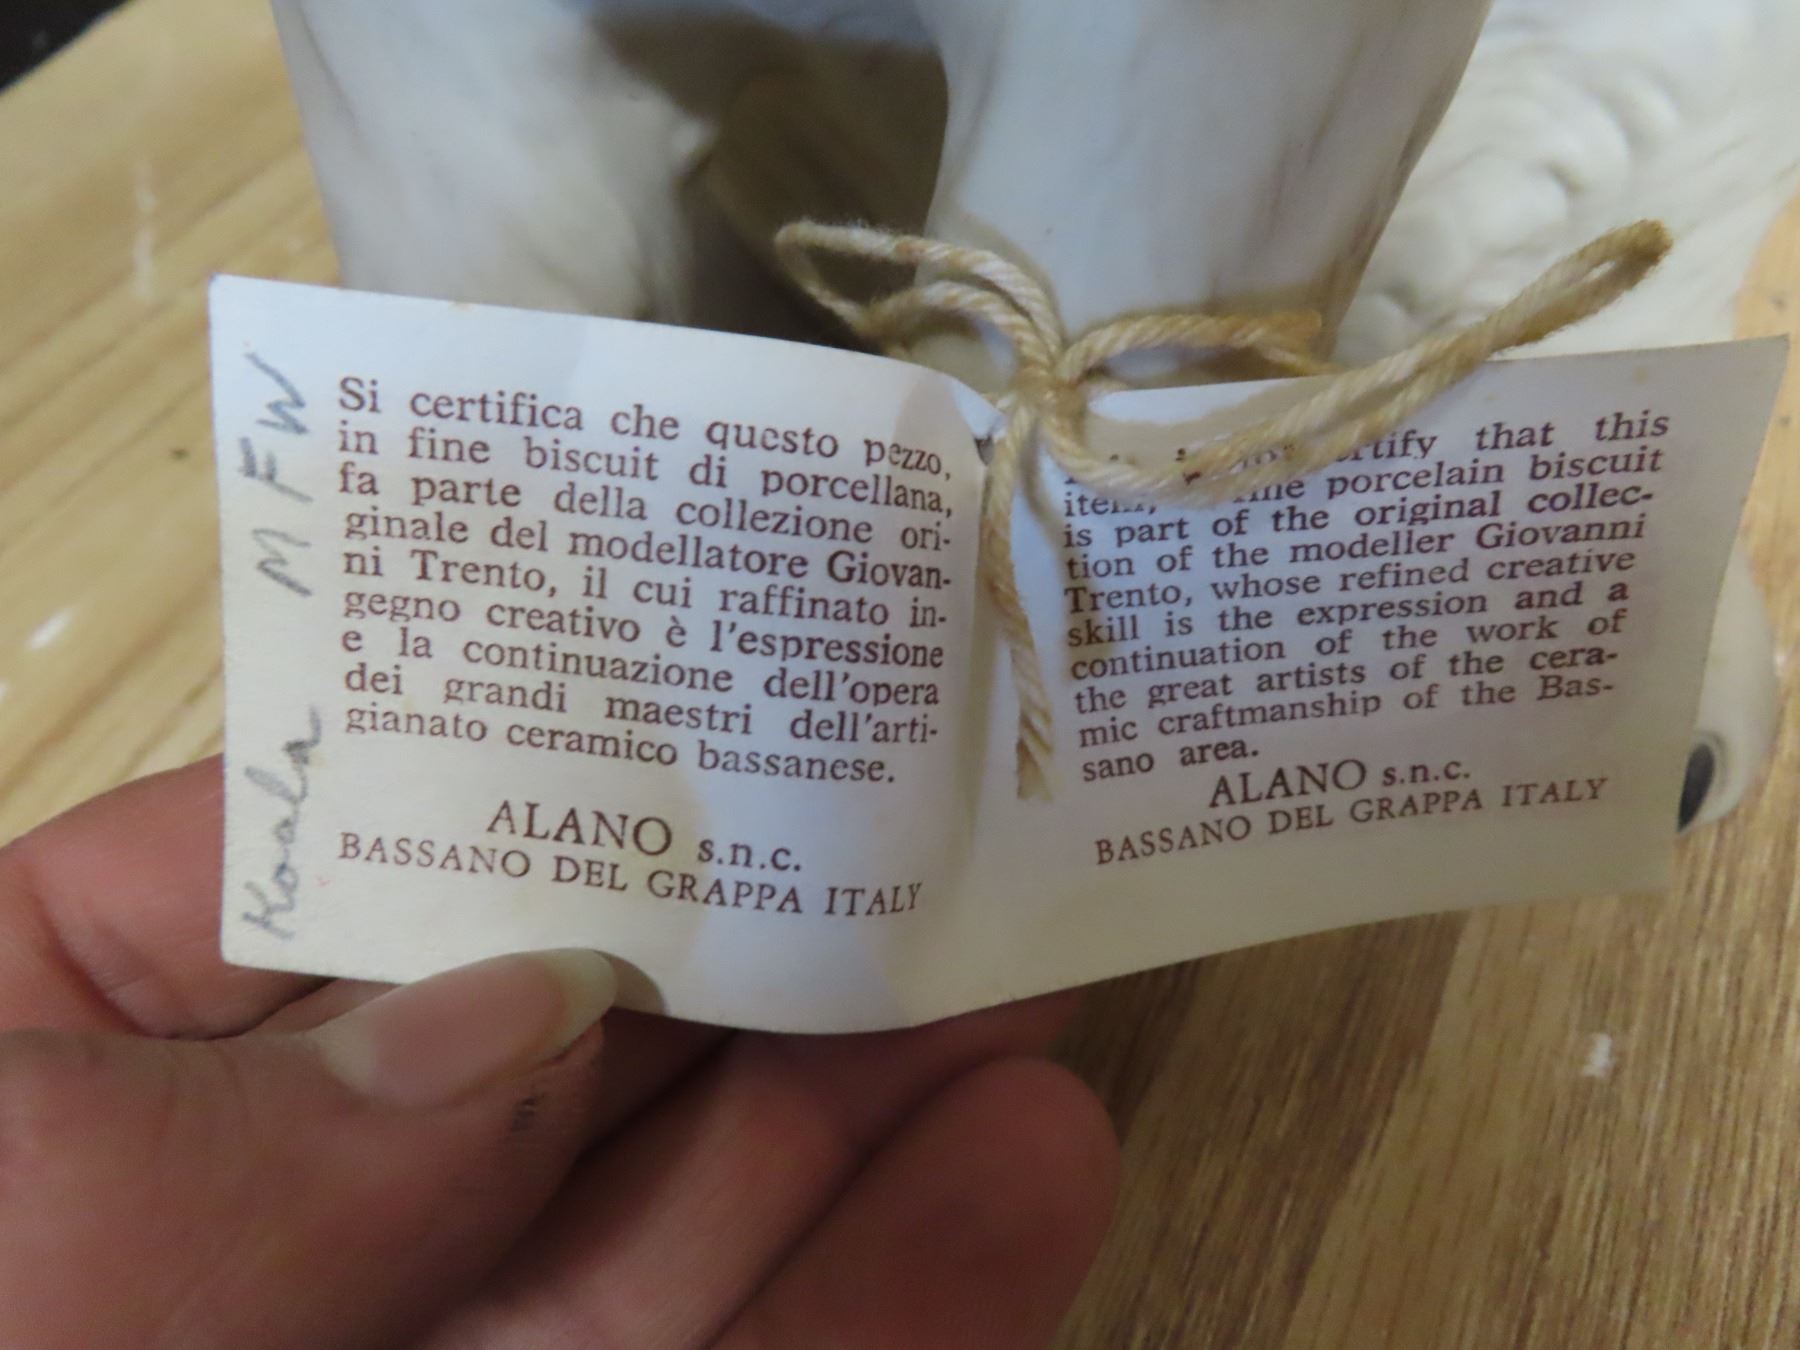 Koala M F W
Si certifica che questo pezzo,
in fine biscuit di porcellana,
fa parte della collezione ori-
ginale del modellatore Giovan-
ni Trento, il cui raffinato in-
gegno creativo è l'espressione
e la continuazione dell'opera
dei grandi maestri dell'arti-
gianato ceramico bassanese.
ALANO s.n.c.
BASSANO DEL GRAPPA ITALY
that this
porcelain biscuit
is part of the original collec-
tion of the modeller Giovanni
Trento, whose refined creative
skill is the expression and a
continuation of the work of
the great artists of the cera-
mic craftmanship of the Bas-
sano area.
ALANO s.n.c.
BASSANO DEL GRAPPA ITALY